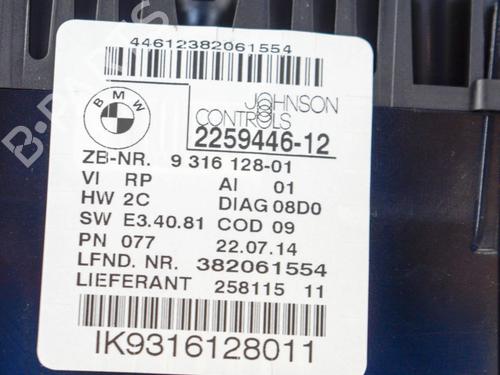 44612382061554
BMW
JOHNSON
CONTROLS
2259446-12
ZB-NR. 9 316 128-01
VI RP AI 01
HW 2C DIAG 08D0
SW E3.40.81 COD 09
PN 077 22.07.14
LFND. NR. 382061554
LIEFERANT 258115 11
IK9316128011